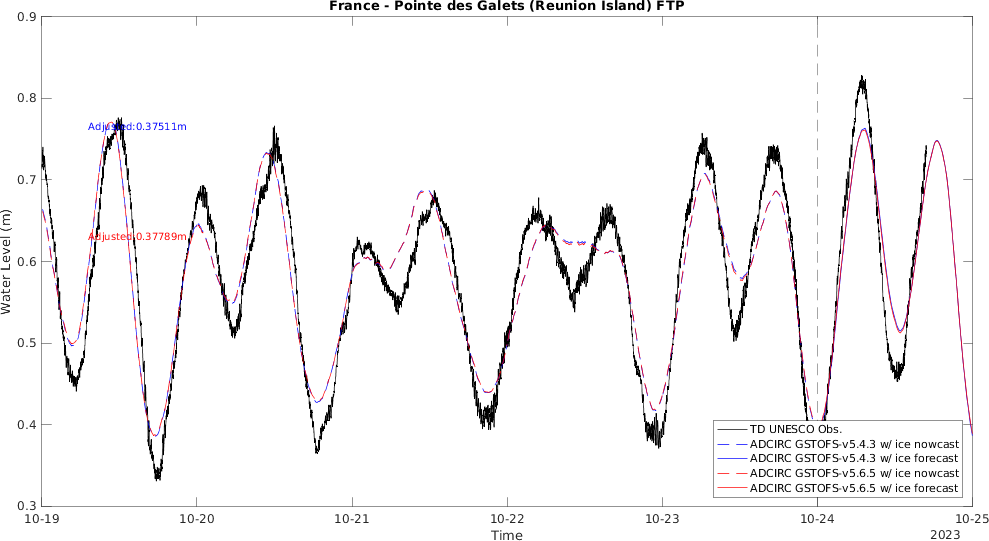 France - Pointe des Galets (Reunion Island) FTP
0.9
0.8
0.7
0.6
0.5
0.4
0.3
Water Level (m)
Adjusted:0.37511m
Adjusted:0.37789m
TD UNESCO Obs.
ADCIRC GSTOFS-v5.4.3 w/ ice nowcast
ADCIRC GSTOFS-v5.4.3 w/ ice forecast
ADCIRC GSTOFS-v5.6.5 w/ ice nowcast
ADCIRC GSTOFS-v5.6.5 w/ ice forecast
10-19 10-20 10-21 10-22 10-23 10-24 10-25
Time
2023